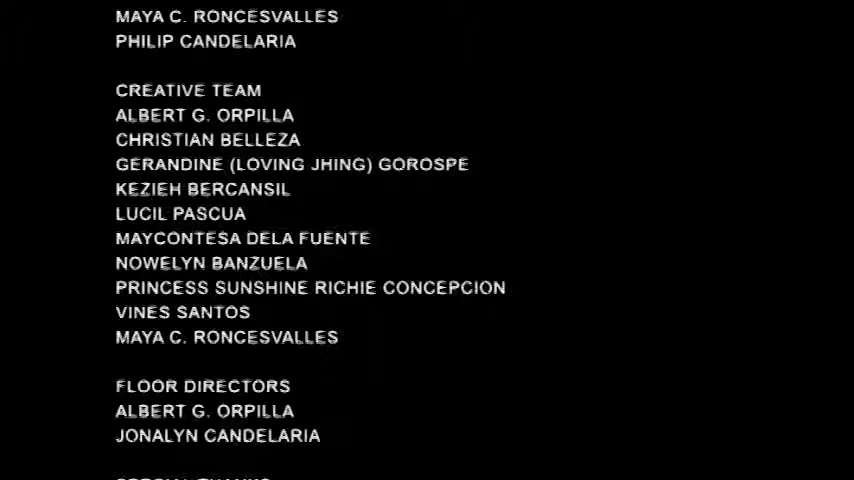 MAYA C. RONCESVALLES
PHILIP CANDELARIA
CREATIVE TEAM
ALBERT G. ORPILLA
CHRISTIAN BELLEZA
GERANDINE (LOVING JHING) GOROSPE
KEZIEH BERCANSIL
LUCIL PASCUA
MAYCONTESA DELA FUENTE
NOWELYN BANZUELA
PRINCESS SUNSHINE RICHIE CONCEPCION
VINES SANTOS
MAYA C. RONCESVALLES
FLOOR DIRECTORS
ALBERT G. ORPILLA
JONALYN CANDELARIA